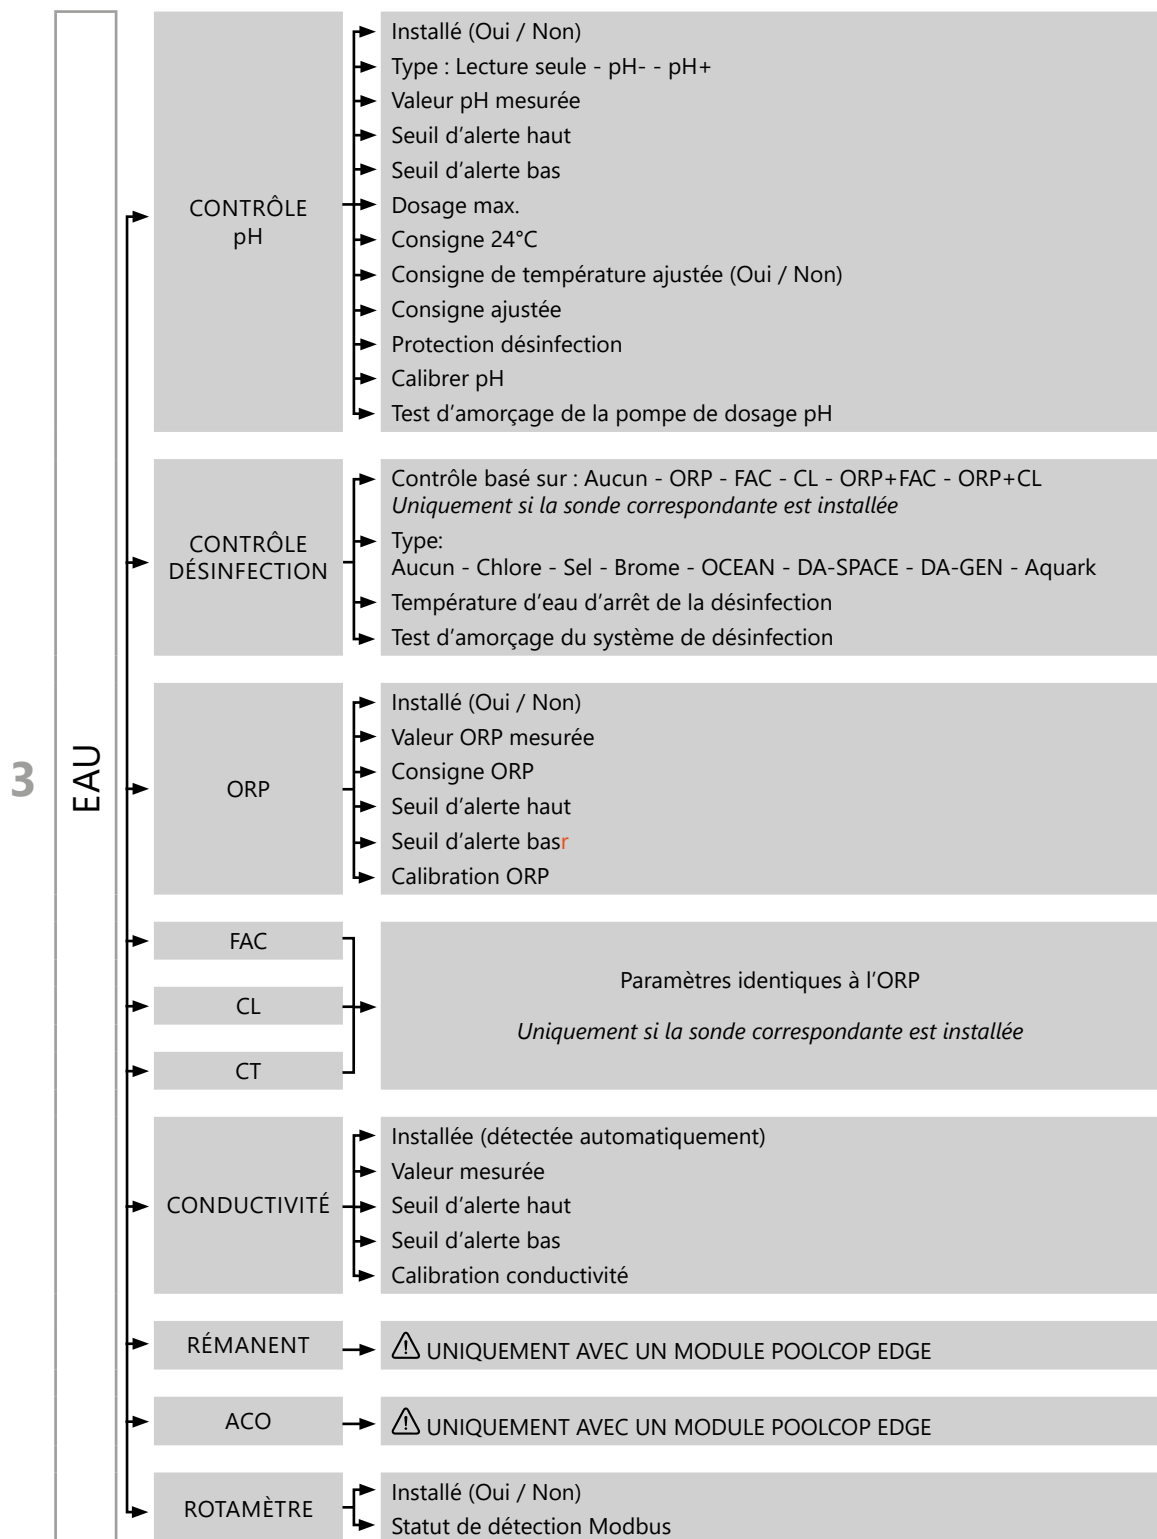 3
EAU
CONTRÔLE
pH
Installé (Oui / Non)
Type : Lecture seule - pH- - pH+
Valeur pH mesurée
Seuil d’alerte haut
Seuil d’alerte bas
Dosage max.
Consigne 24°C
Consigne de température ajustée (Oui / Non)
Consigne ajustée
Protection désinfection
Calibrer pH
Test d’amorçage de la pompe de dosage pH
CONTRÔLE
DÉSINFECTION
Contrôle basé sur : Aucun - ORP - FAC - CL - ORP+FAC - ORP+CL
Uniquement si la sonde correspondante est installée
Type:
Aucun - Chlore - Sel - Brome - OCEAN - DA-SPACE - DA-GEN - Aquark
Température d’eau d’arrêt de la désinfection
Test d’amorçage du système de désinfection
ORP
Installé (Oui / Non)
Valeur ORP mesurée
Consigne ORP
Seuil d’alerte haut
Seuil d’alerte basr
Calibration ORP
FAC
CL
CT
Paramètres identiques à l’ORP
Uniquement si la sonde correspondante est installée
CONDUCTIVITÉ
Installée (détectée automatiquement)
Valeur mesurée
Seuil d’alerte haut
Seuil d’alerte bas
Calibration conductivité
RÉMANENT
UNIQUEMENT AVEC UN MODULE POOLCOP EDGE
ACO
UNIQUEMENT AVEC UN MODULE POOLCOP EDGE
ROTAMÈTRE
Installé (Oui / Non)
Statut de détection Modbus